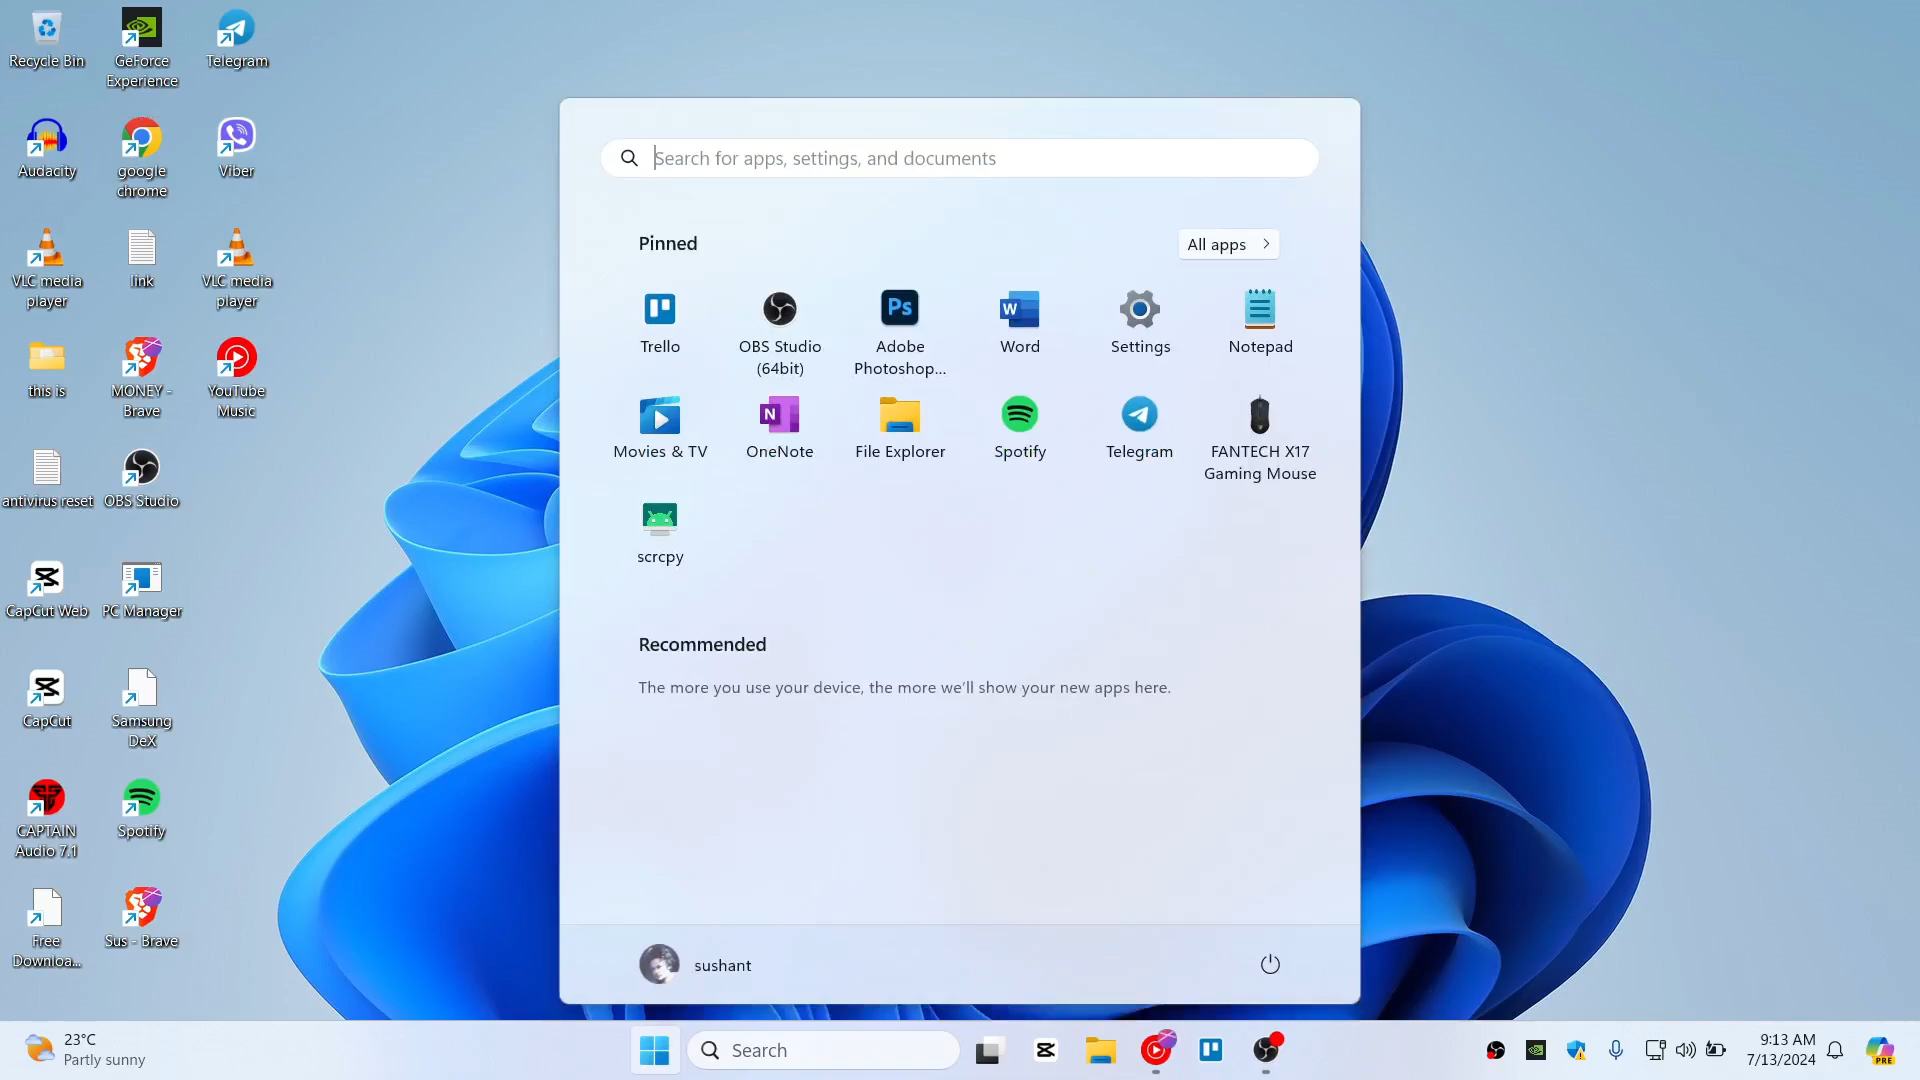 Recycle Bin
GeForce
Experience
Telegram
Audacity
google
chrome
Viber
VLC media
player
link
VLC media
player
this is
MONEY -
Brave
YouTube
Music
antivirus reset
OBS Studio
CapCut Web
PC Manager
CapCut
Samsung
DeX
CAPTAIN
Audio 7.1
Spotify
Free
Downloa...
Sus - Brave
Search for apps, settings, and documents
Pinned
All apps
Ps
W
Trello
OBS Studio
(64bit)
Adobe
Photoshop...
Word
Settings
Notepad
N
Movies & TV
OneNote
File Explorer
Spotify
Telegram
FANTECH X17
Gaming Mouse
scrcpy
Recommended
The more you use your device, the more we'll show your new apps here.
sushant
23°C
Partly sunny
Search
9:13 AM
7/13/2024
PRE